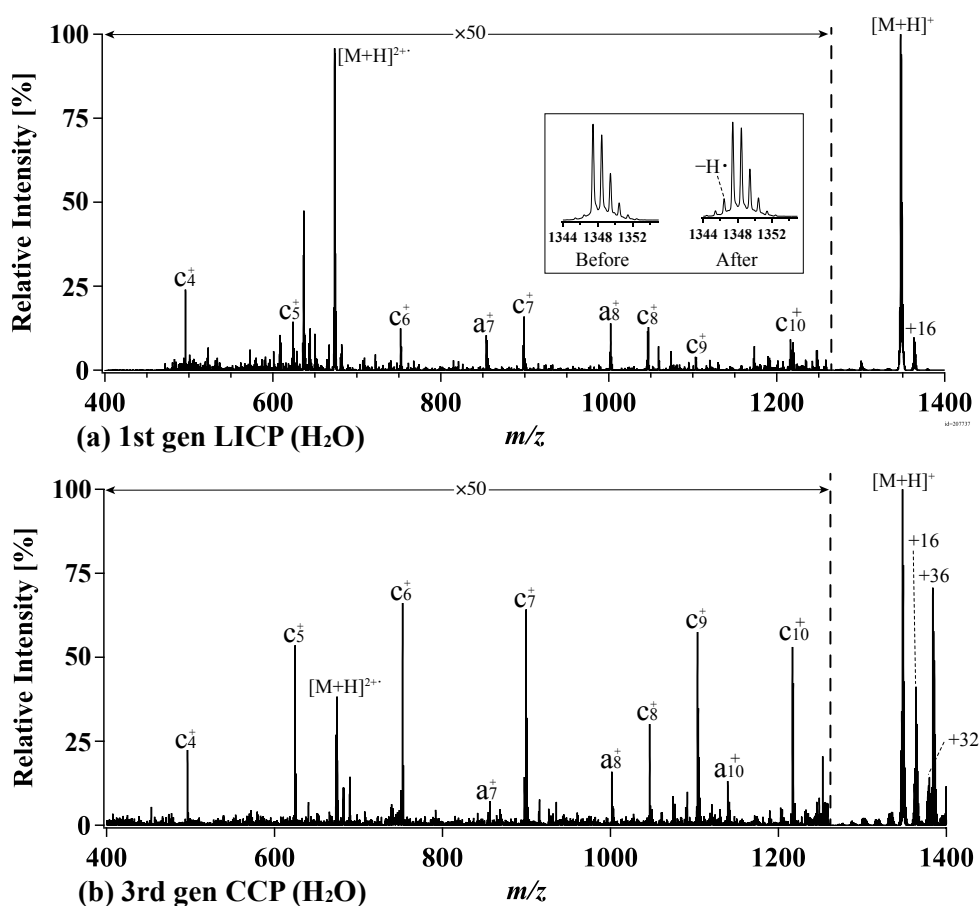 Relative Intensity [%]
100
75
50
25
0
×50
[M+H]²⁺·
[M+H]⁺
−H·
1344 1348 1352
Before
1344 1348 1352
After
c₄⁺
c₅⁺
c₆⁺
a₇⁺
c₇⁺
a₈⁺
c₈⁺
c₉⁺
c₁₀⁺
+16
400 600 800 1000 1200 1400
(a) 1st gen LICP (H₂O)
m/z
id=207737
Relative Intensity [%]
100
75
50
25
0
×50
[M+H]⁺
+16
+36
+32
c₄⁺
c₅⁺
[M+H]²⁺·
c₆⁺
a₇⁺
c₇⁺
a₈⁺
c₈⁺
c₉⁺
a₁₀⁺
c₁₀⁺
400 600 800 1000 1200 1400
(b) 3rd gen CCP (H₂O)
m/z